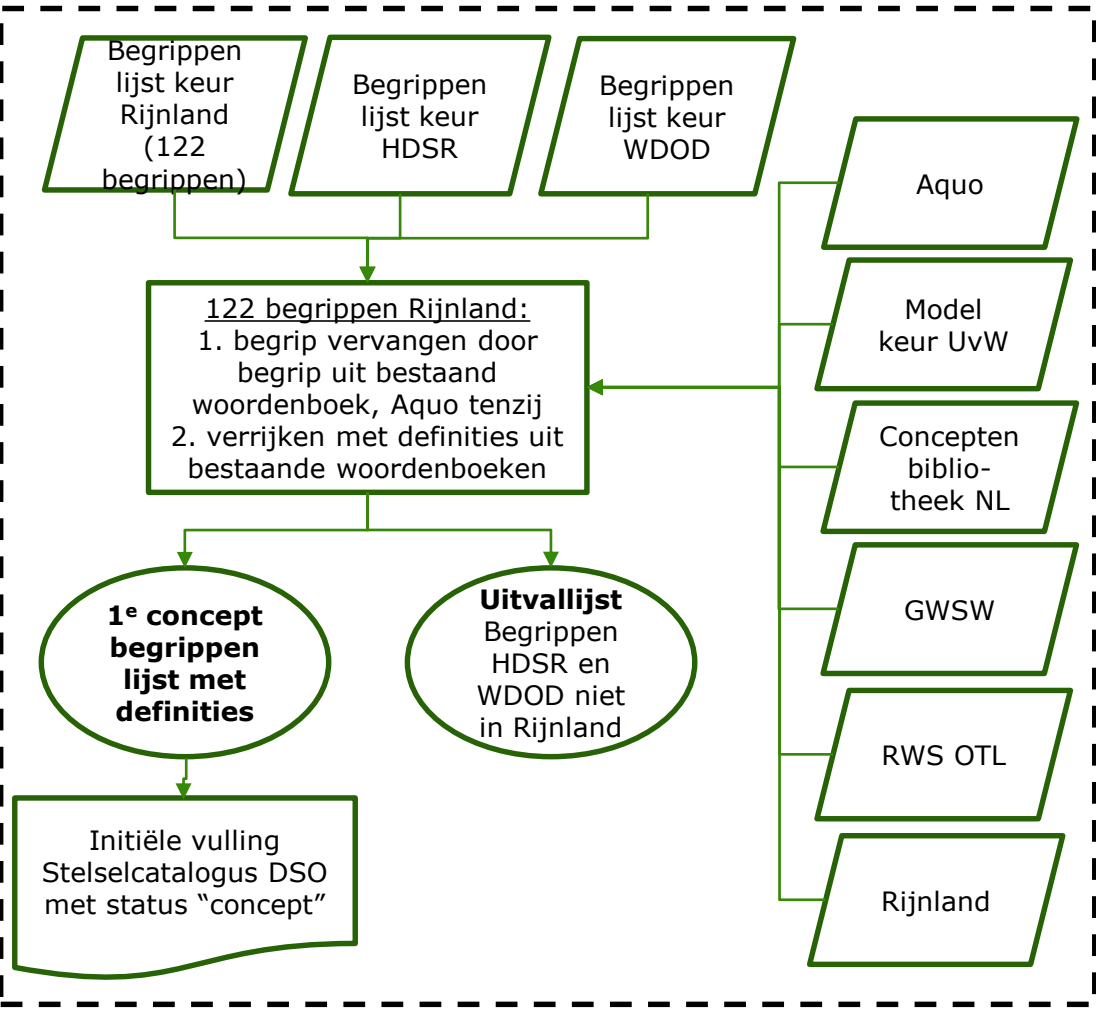 Begrippen
lijst keur
Rijnland
(122
begrippen)
Begrippen
lijst keur
HDSR
Begrippen
lijst keur
WDOD
Aquo
Model
keur UvW
Concepten
biblio-
theek NL
GWSW
RWS OTL
Rijnland
122 begrippen Rijnland:
1. begrip vervangen door
begrip uit bestaand
woordenboek, Aquo tenzij
2. verrijken met definities uit
bestaande woordenboeken
1e concept
begrippen
lijst met
definities
Uitvallijst
Begrippen
HDSR en
WDOD niet
in Rijnland
Initiële vulling
Stelselcatalogus DSO
met status “concept”